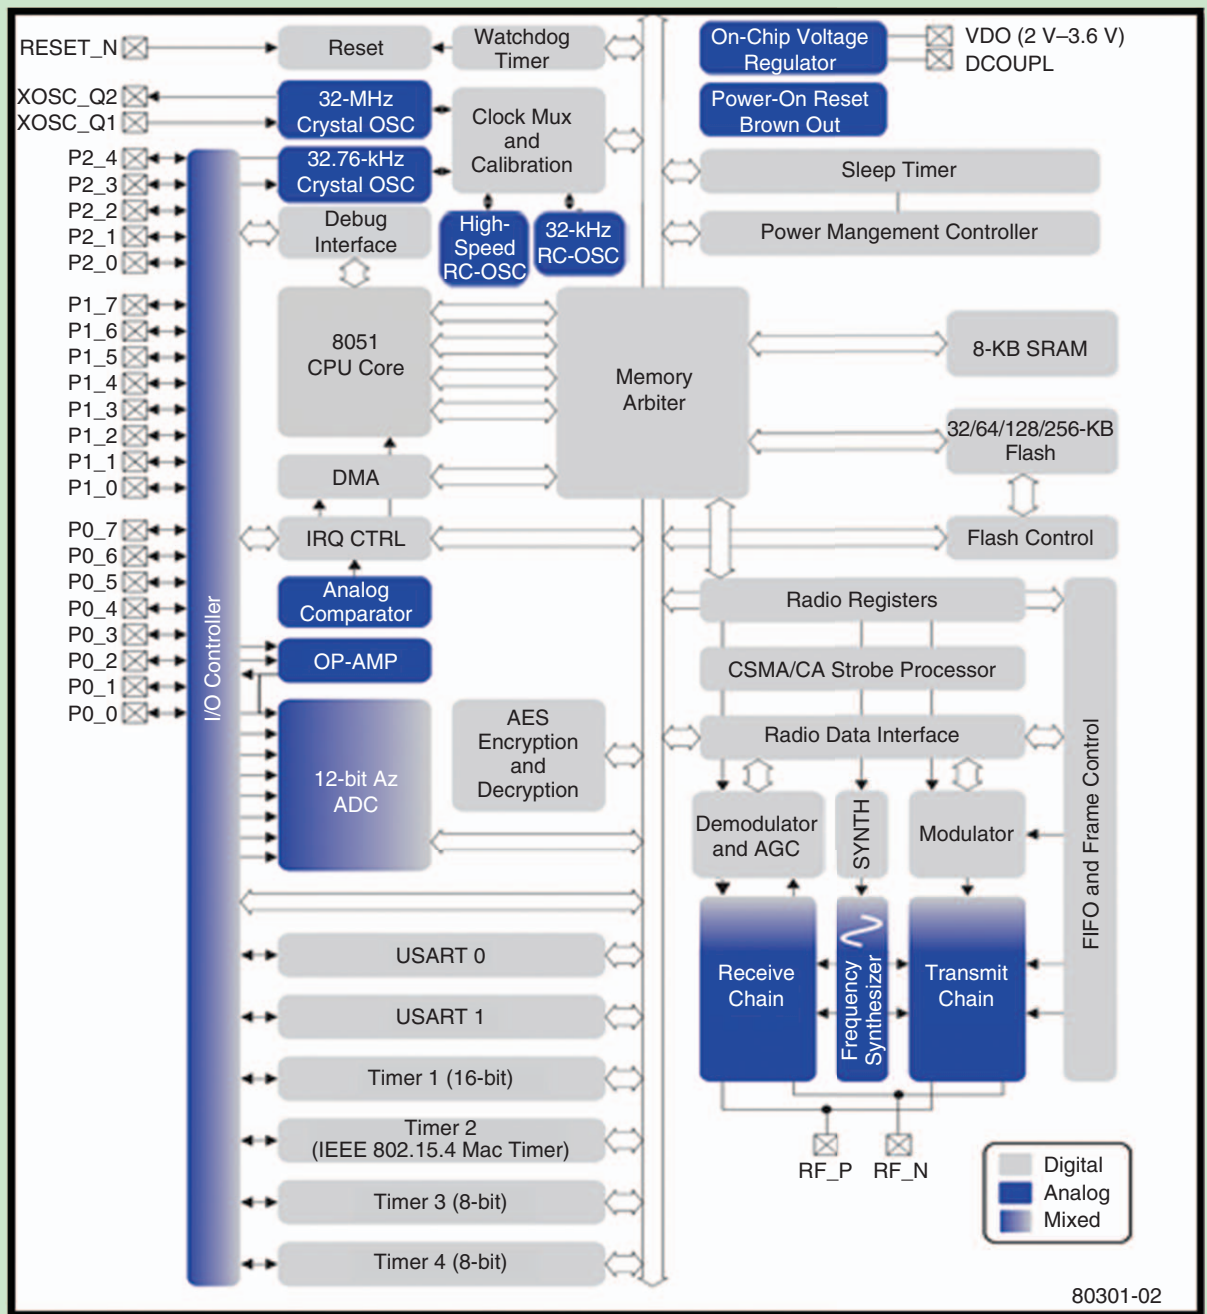 RESET_N
Reset
Watchdog
Timer
On-Chip Voltage
Regulator
VDO (2 V–3.6 V)
DCOUPL
XOSC_Q2
XOSC_Q1
32-MHz
Crystal OSC
Clock Mux
and
Calibration
Power-On Reset
Brown Out
P2_4
P2_3
P2_2
P2_1
P2_0
32.76-kHz
Crystal OSC
Sleep Timer
Debug
Interface
High-
Speed
RC-OSC
32-kHz
RC-OSC
Power Mangement Controller
P1_7
P1_6
P1_5
P1_4
P1_3
P1_2
P1_1
P1_0
8051
CPU Core
Memory
Arbiter
8-KB SRAM
32/64/128/256-KB
Flash
DMA
P0_7
P0_6
P0_5
P0_4
P0_3
P0_2
P0_1
P0_0
I/O Controller
IRQ CTRL
Flash Control
Analog
Comparator
Radio Registers
OP-AMP
CSMA/CA Strobe Processor
12-bit Az
ADC
AES
Encryption
and
Decryption
Radio Data Interface
FIFO and Frame Control
Demodulator
and AGC
SYNTH
Modulator
Receive
Chain
Frequency
Synthesizer
Transmit
Chain
USART 0
USART 1
Timer 1 (16-bit)
Timer 2
(IEEE 802.15.4 Mac Timer)
Timer 3 (8-bit)
Timer 4 (8-bit)
RF_P
RF_N
Digital
Analog
Mixed
80301-02